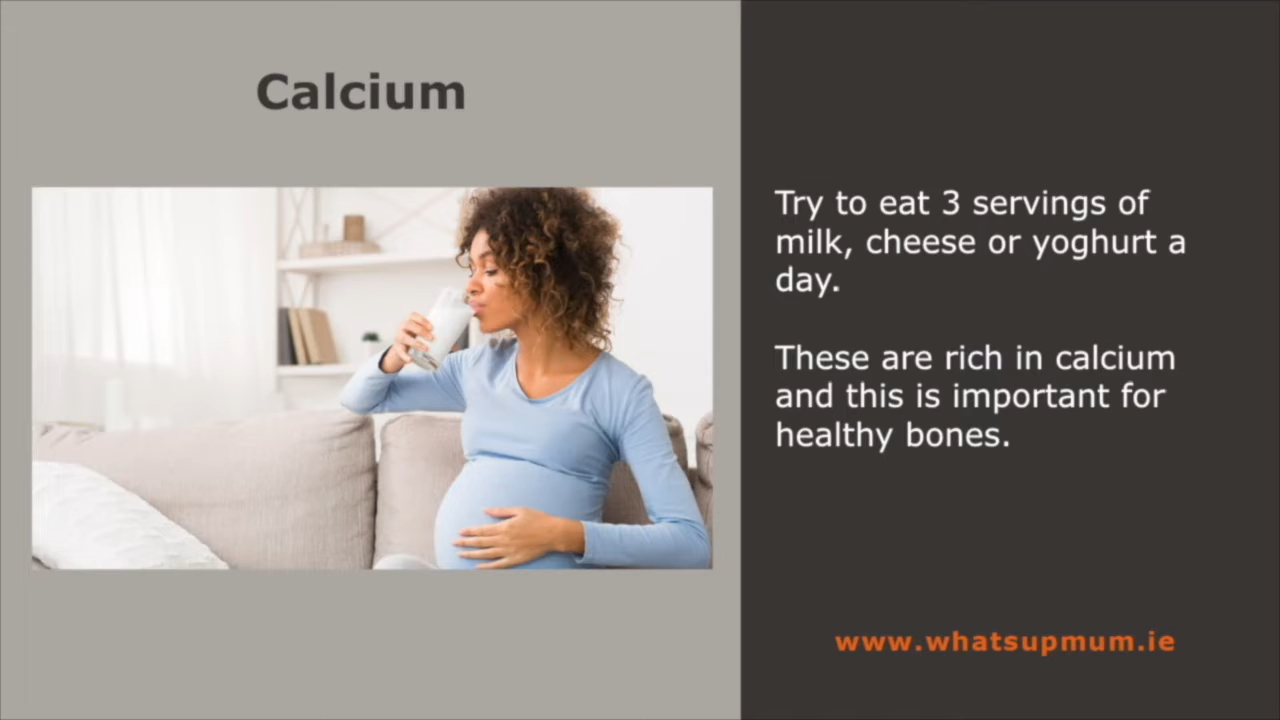 Calcium
Try to eat 3 servings of
milk, cheese or yoghurt a
day.
These are rich in calcium
and this is important for
healthy bones.
www.whatsupmum.ie